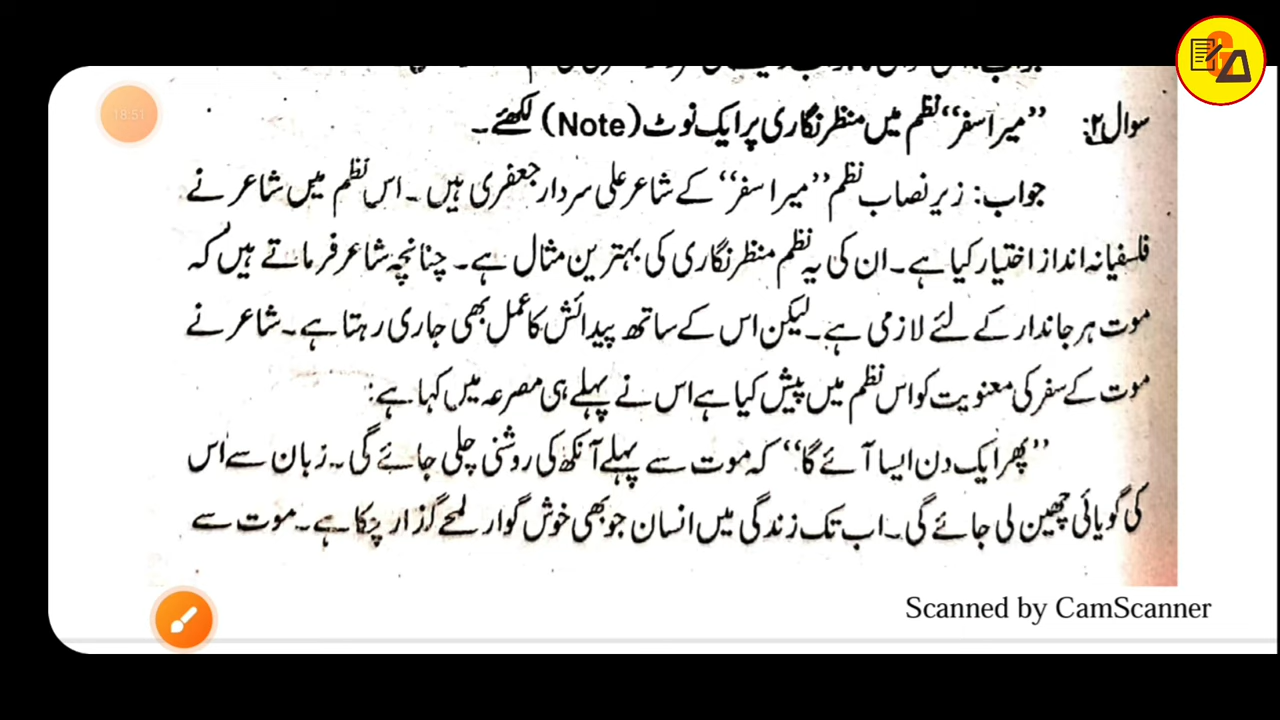 18:51
سوال ۲: ”میرا سفر“ نظم میں منظر نگاری پر ایک نوٹ (Note) لکھئے۔
جواب: زیر نصاب نظم ”میرا سفر“ کے شاعر علی سردار جعفری ہیں ۔ اس نظم میں شاعر نے
فلسفیانہ انداز اختیار کیا ہے۔ ان کی یہ نظم منظر نگاری کی بہترین مثال ہے۔ چنانچہ شاعر فرماتے ہیں کہ
موت ہر جاندار کے لئے لازمی ہے۔ لیکن اس کے ساتھ پیدائش کا عمل بھی جاری رہتا ہے۔ شاعر نے
موت کے سفر کی معنویت کو اس نظم میں پیش کیا ہے اس نے پہلے ہی مصرعہ میں کہا ہے:
”پھر ایک دن ایسا آئے گا“ کہ موت سے پہلے آنکھ کی روشنی چلی جائے گی۔ زبان سے اُس
کی گویائی چھین لی جائے گی۔ اب تک زندگی میں انسان جو بھی خوش گوار لمحے گزار چکا ہے۔ موت سے
Scanned by CamScanner